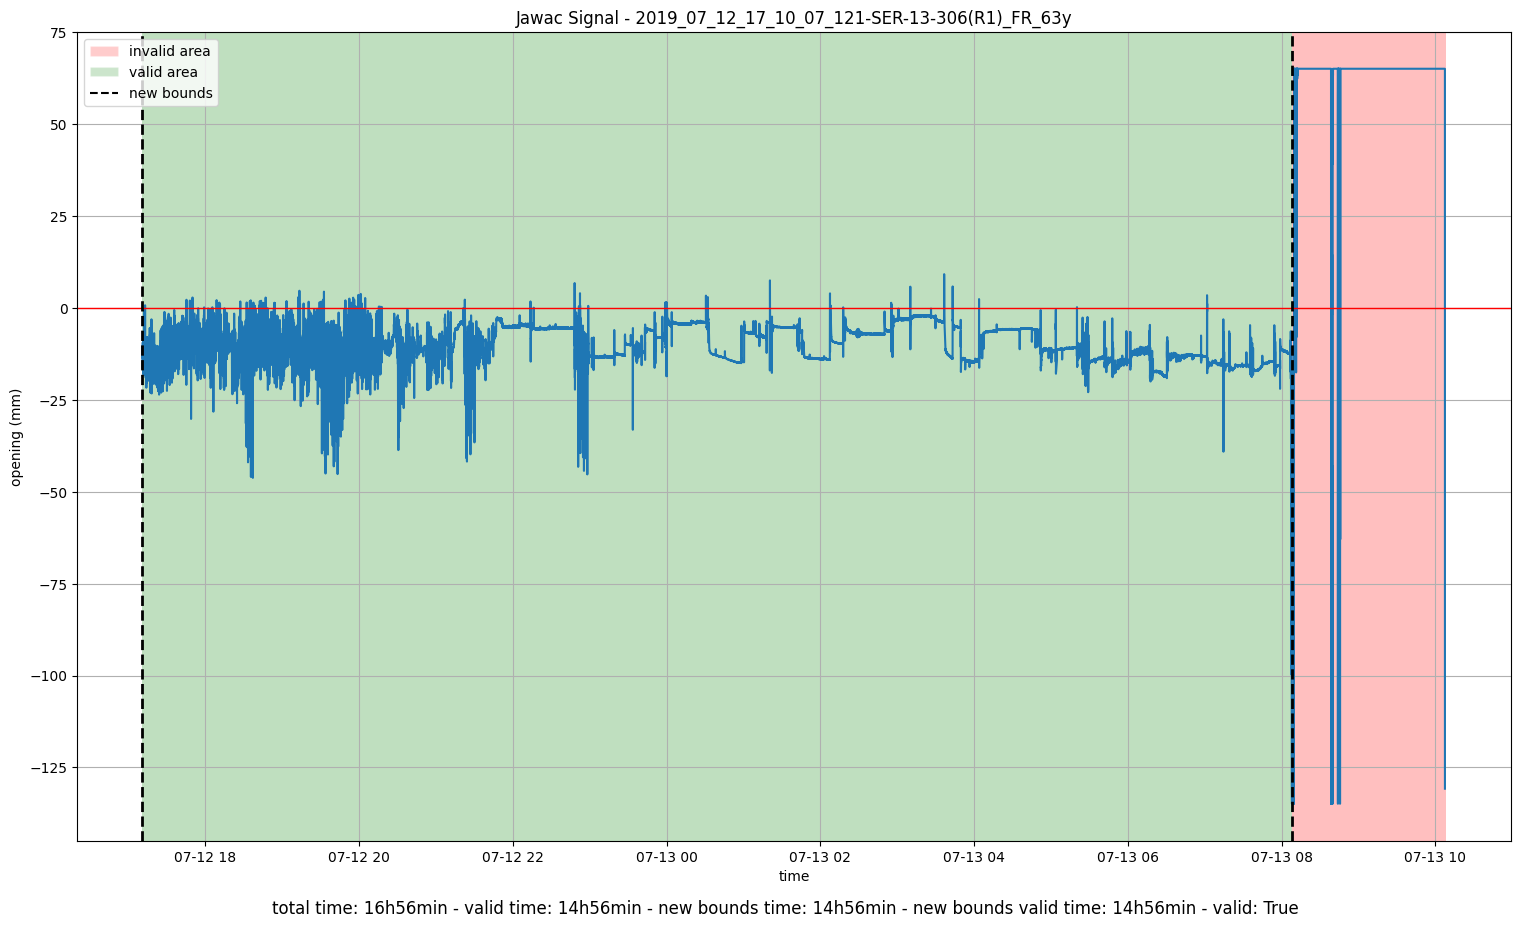 Jawac Signal - 2019_07_12_17_10_07_121-SER-13-306(R1)_FR_63y
invalid area
valid area
new bounds
75
50
25
0
−25
−50
−75
−100
−125
opening (mm)
07-12 18
07-12 20
07-12 22
07-13 00
07-13 02
07-13 04
07-13 06
07-13 08
07-13 10
time
total time: 16h56min - valid time: 14h56min - new bounds time: 14h56min - new bounds valid time: 14h56min - valid: True